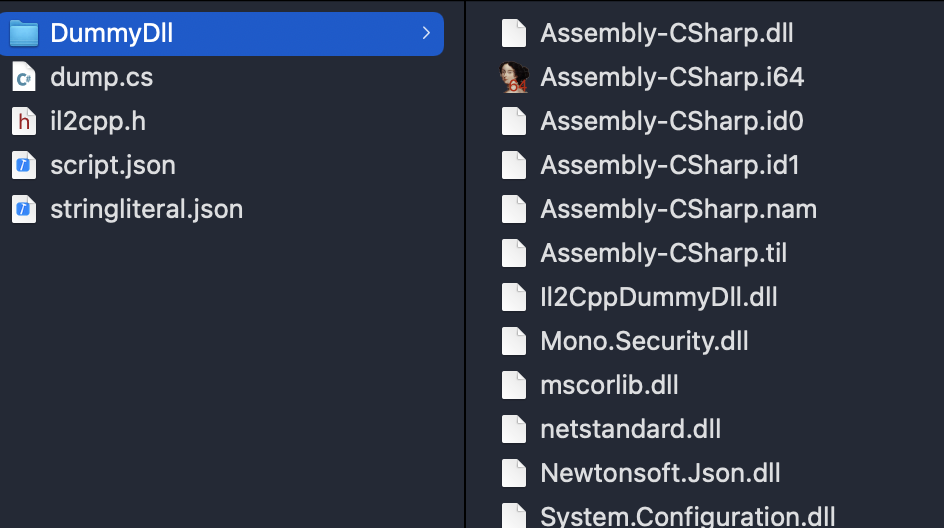 DummyDll
dump.cs
il2cpp.h
script.json
stringliteral.json
Assembly-CSharp.dll
Assembly-CSharp.i64
Assembly-CSharp.id0
Assembly-CSharp.id1
Assembly-CSharp.nam
Assembly-CSharp.til
Il2CppDummyDll.dll
Mono.Security.dll
mscorlib.dll
netstandard.dll
Newtonsoft.Json.dll
System.Configuration.dll